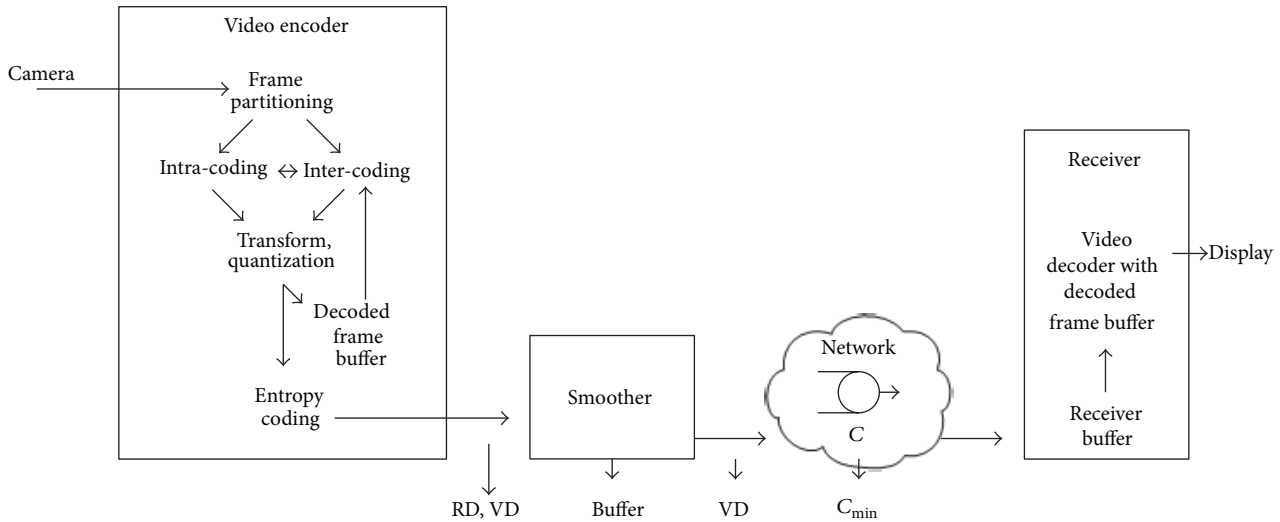 Video encoder
Camera
Frame
partitioning
Intra-coding ↔ Inter-coding
Transform,
quantization
Decoded
frame
buffer
Entropy
coding
RD, VD
Smoother
Buffer
VD
Network
C
C_min
Receiver
Video
decoder with
decoded
frame buffer
Receiver
buffer
Display